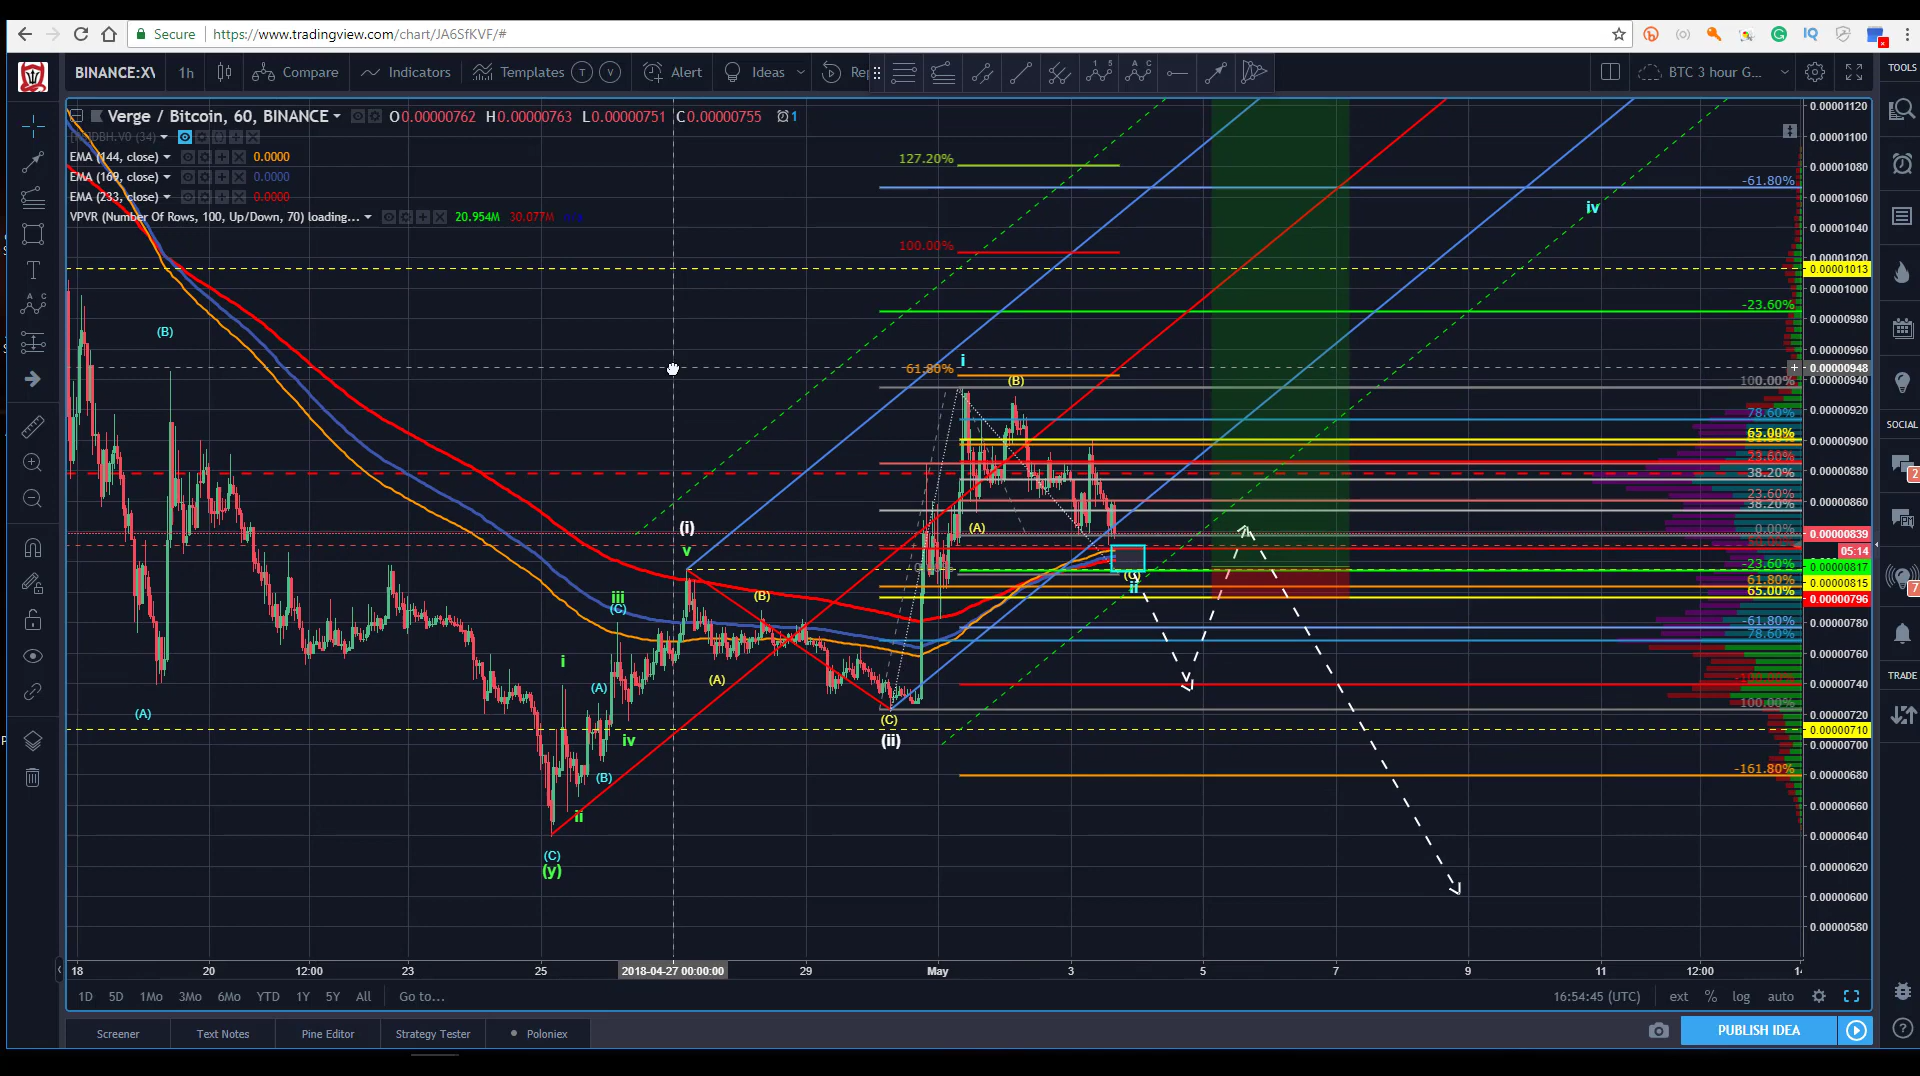 Secure https://www.tradingview.com/chart/JA6SfKVF/#
BINANCE:XV 1h Compare Indicators Templates T V Alert Ideas Rep BTC 3 hour G... TOOLS
Verge / Bitcoin, 60, BINANCE O0.00000762 H0.00000763 L0.00000751 C0.00000755 1
EMA (144, close) 0.0000
EMA (169, close) 0.0000
EMA (233, close) 0.0000
VPVR (Number Of Rows, 100, Up/Down, 70) loading... 20.954M 30.077M n/a
127.20%
100.00%
61.80%
-61.80%
-23.60%
100.00%
78.60%
65.00%
23.60%
38.20%
23.60%
38.20%
0.00%
-23.60%
61.80%
65.00%
-61.80%
78.60%
-100.00%
100.00%
-161.80%
(B)
(A)
(C)
(y)
i
ii
iii
(C)
(A)
(B)
iv
(i)
v
(A)
(B)
(C)
(ii)
i
(A)
(B)
(C)
ii
iv
0.00001120
0.00001100
0.00001080
0.00001060
0.00001040
0.00001020
0.00001013
0.00001000
0.00000980
0.00000960
0.00000948
0.00000940
0.00000920
0.00000900
0.00000880
0.00000860
0.00000839
05:14
0.00000817
0.00000815
0.00000796
0.00000780
0.00000760
0.00000740
0.00000720
0.00000710
0.00000700
0.00000680
0.00000660
0.00000640
0.00000620
0.00000600
0.00000580
SOCIAL
2
7
TRADE
18 20 12:00 23 25 2018-04-27 00:00:00 29 May 3 5 7 9 11 12:00 14
1D 5D 1Mo 3Mo 6Mo YTD 1Y 5Y All Go to... 16:54:45 (UTC) ext % log auto
Screener Text Notes Pine Editor Strategy Tester Poloniex PUBLISH IDEA